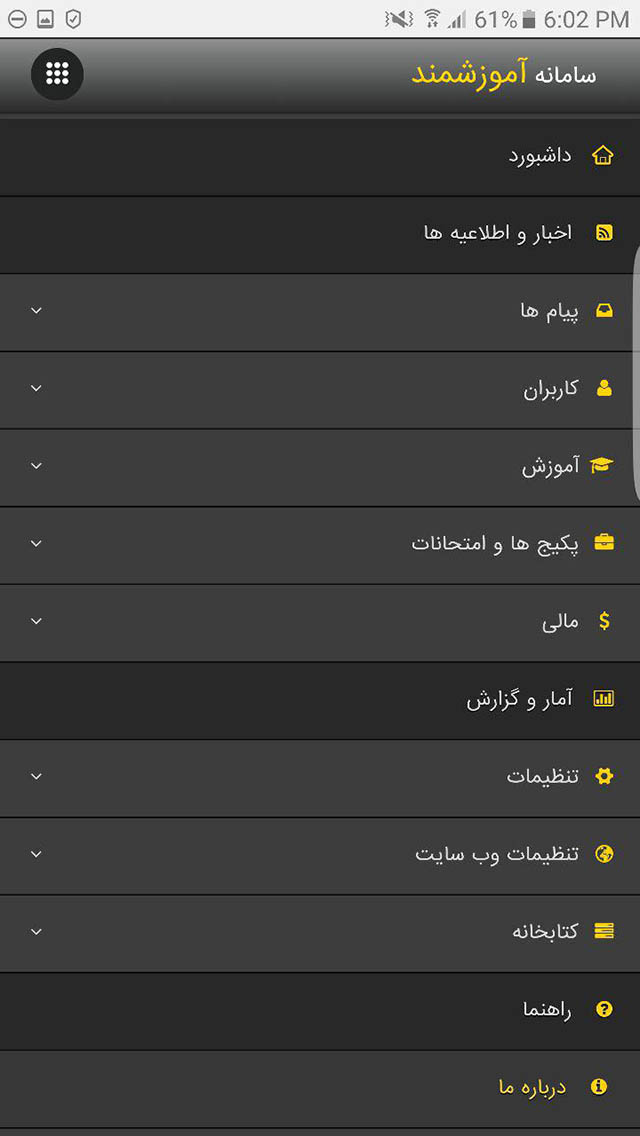 61% 6:02 PM
سامانه آموزشمند
داشبورد
اخبار و اطلاعیه ها
پیام ها
کاربران
آموزش
پکیج ها و امتحانات
مالی
آمار و گزارش
تنظیمات
تنظیمات وب سایت
کتابخانه
راهنما
درباره ما